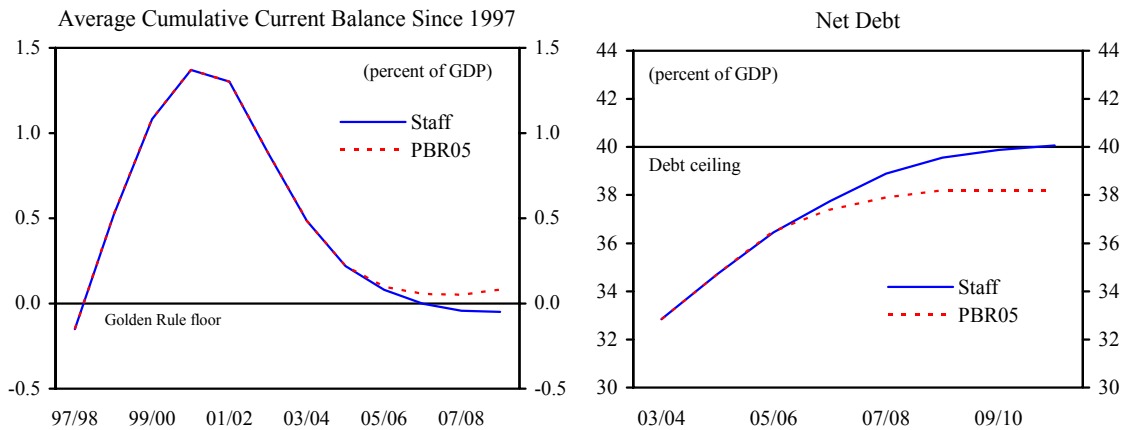 Average Cumulative Current Balance Since 1997
1.5
1.0
0.5
0.0
-0.5
(percent of GDP)
Staff
PBR05
Golden Rule floor
1.5
1.0
0.5
0.0
-0.5
97/98 99/00 01/02 03/04 05/06 07/08
Net Debt
44
42
40
38
36
34
32
30
(percent of GDP)
Debt ceiling
Staff
PBR05
44
42
40
38
36
34
32
30
03/04 05/06 07/08 09/10